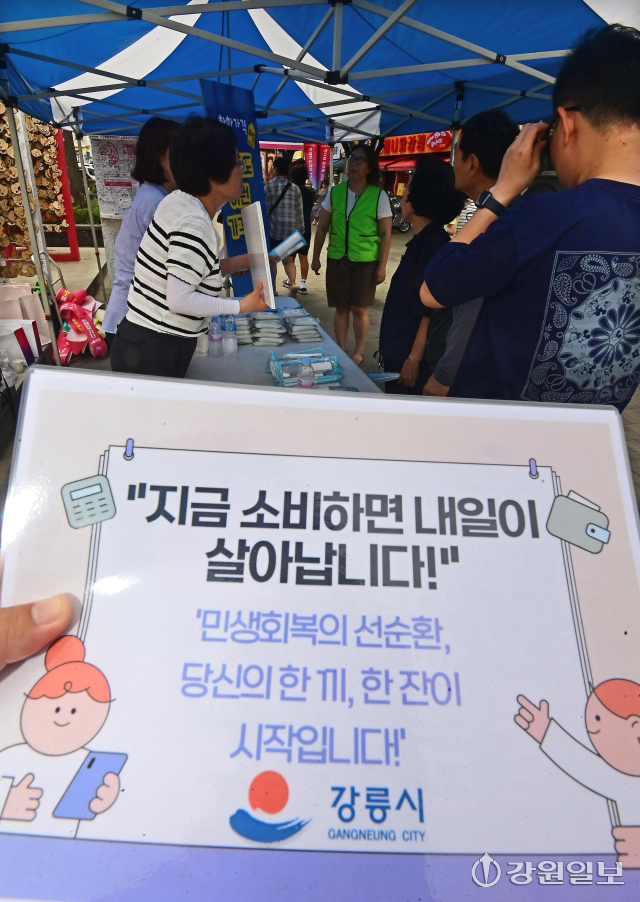 "지금 소비하면 내일이
살아납니다!"
'민생회복의 선순환,
당신의 한 끼, 한 잔이
시작입니다!'
강릉시
GANGNEUNG CITY
강원일보